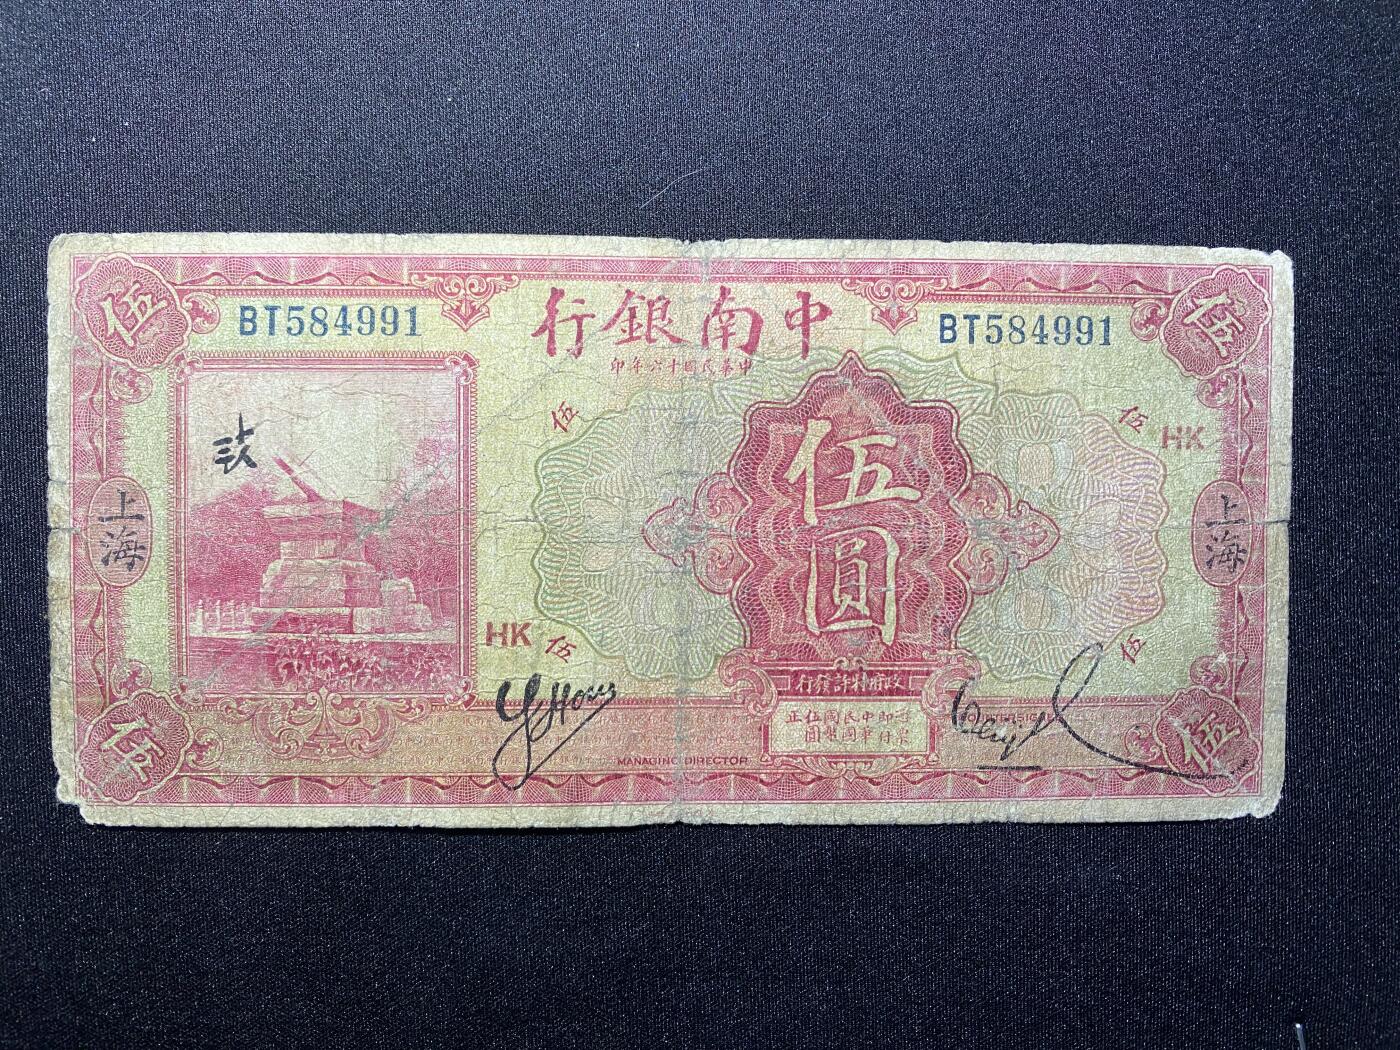 伍
伍
BT584991
行銀南中
BT584991
印年六十國民華中
伍
伍
HK
伍圓
上海
上海
HK
伍
伍
行發許特府政
MANAGING DIRECTOR
伍
伍